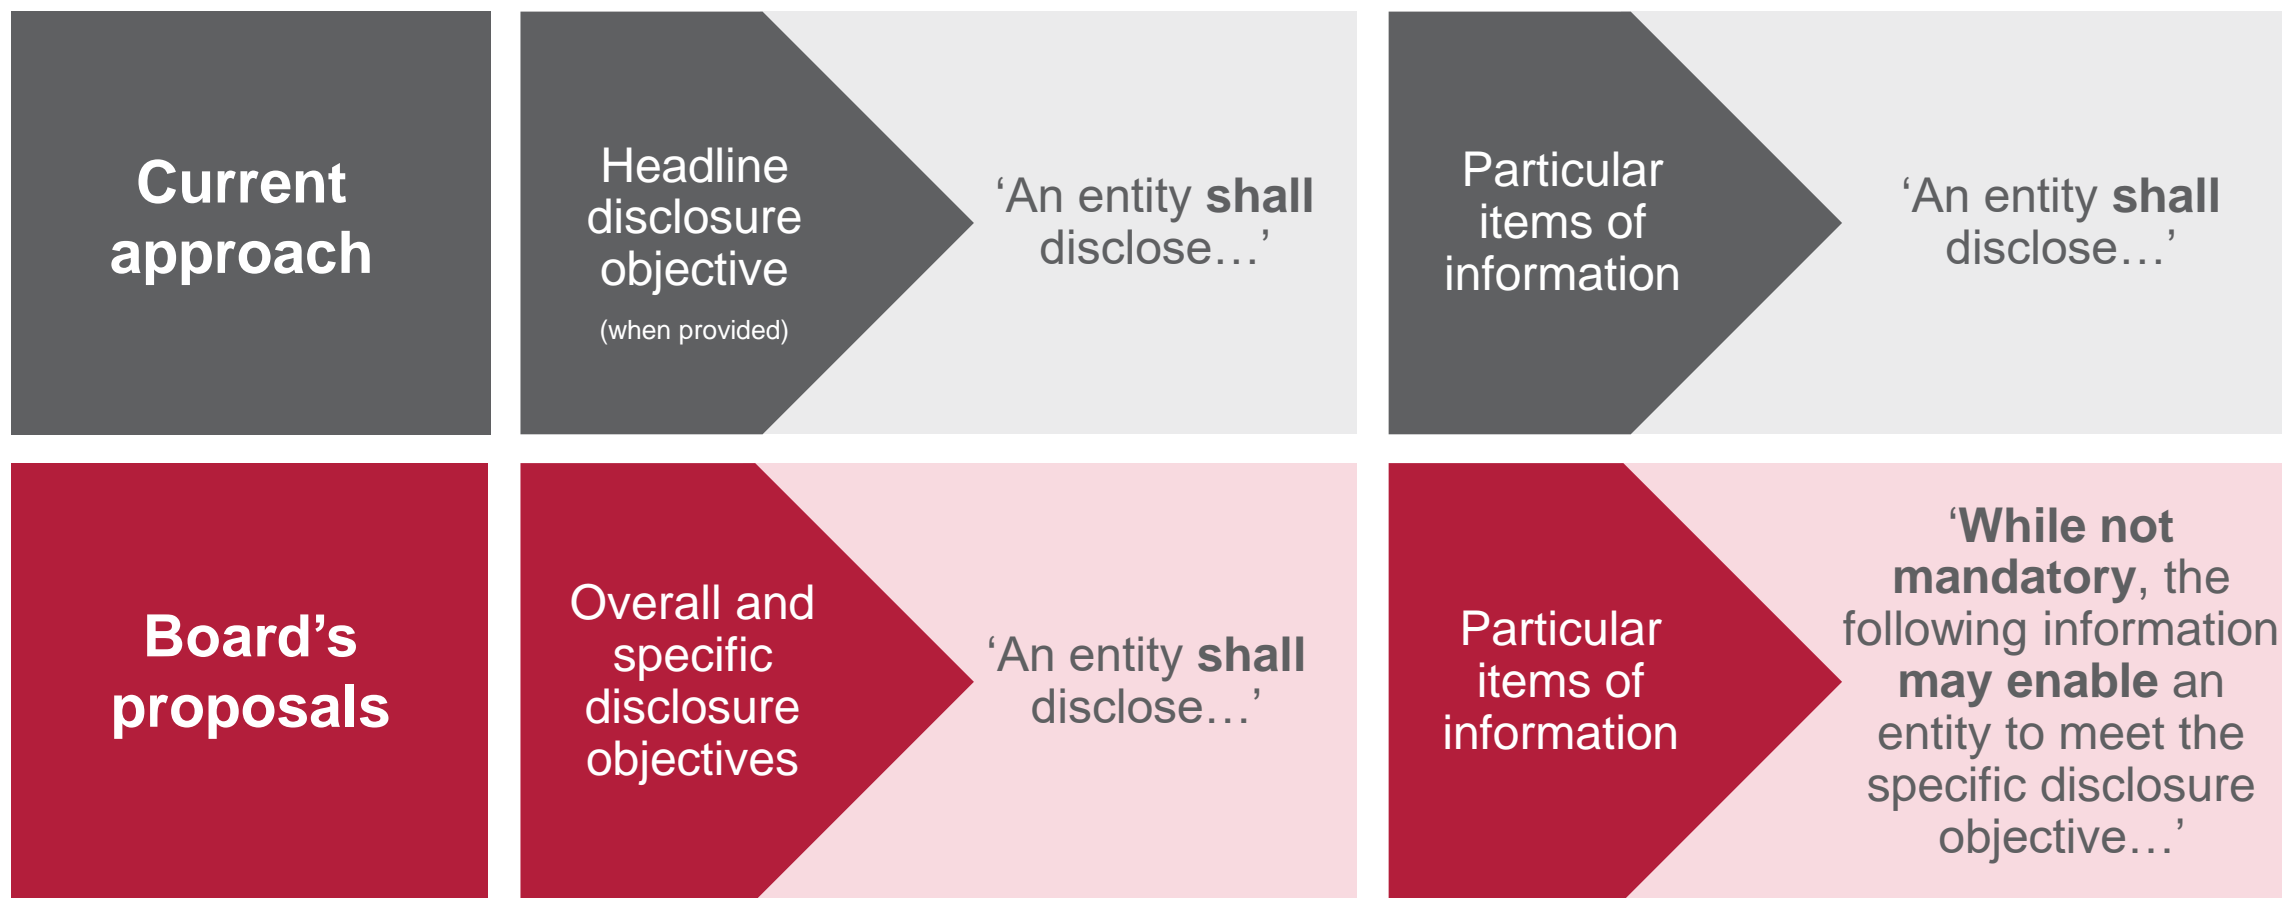 Current
approach
Headline
disclosure
objective
(when provided)
‘An entity shall
disclose…’
Particular
items of
information
‘An entity shall
disclose…’
Board’s
proposals
Overall and
specific
disclosure
objectives
‘An entity shall
disclose…’
Particular
items of
information
‘While not
mandatory, the
following information
may enable an
entity to meet the
specific disclosure
objective…’